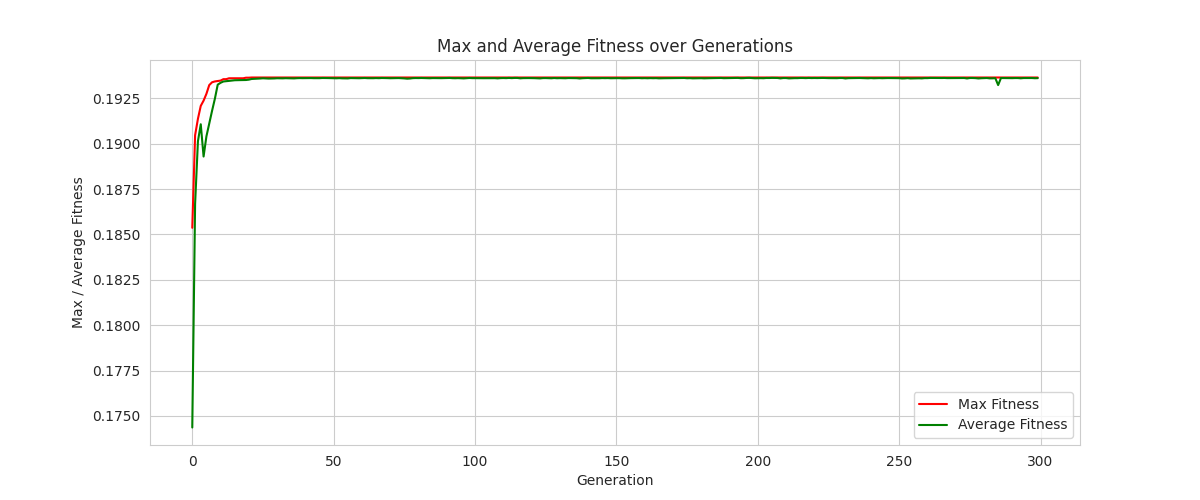 Max and Average Fitness over Generations
Max / Average Fitness
0.1925
0.1900
0.1875
0.1850
0.1825
0.1800
0.1775
0.1750
0 50 100 150 200 250 300
Generation
Max Fitness
Average Fitness